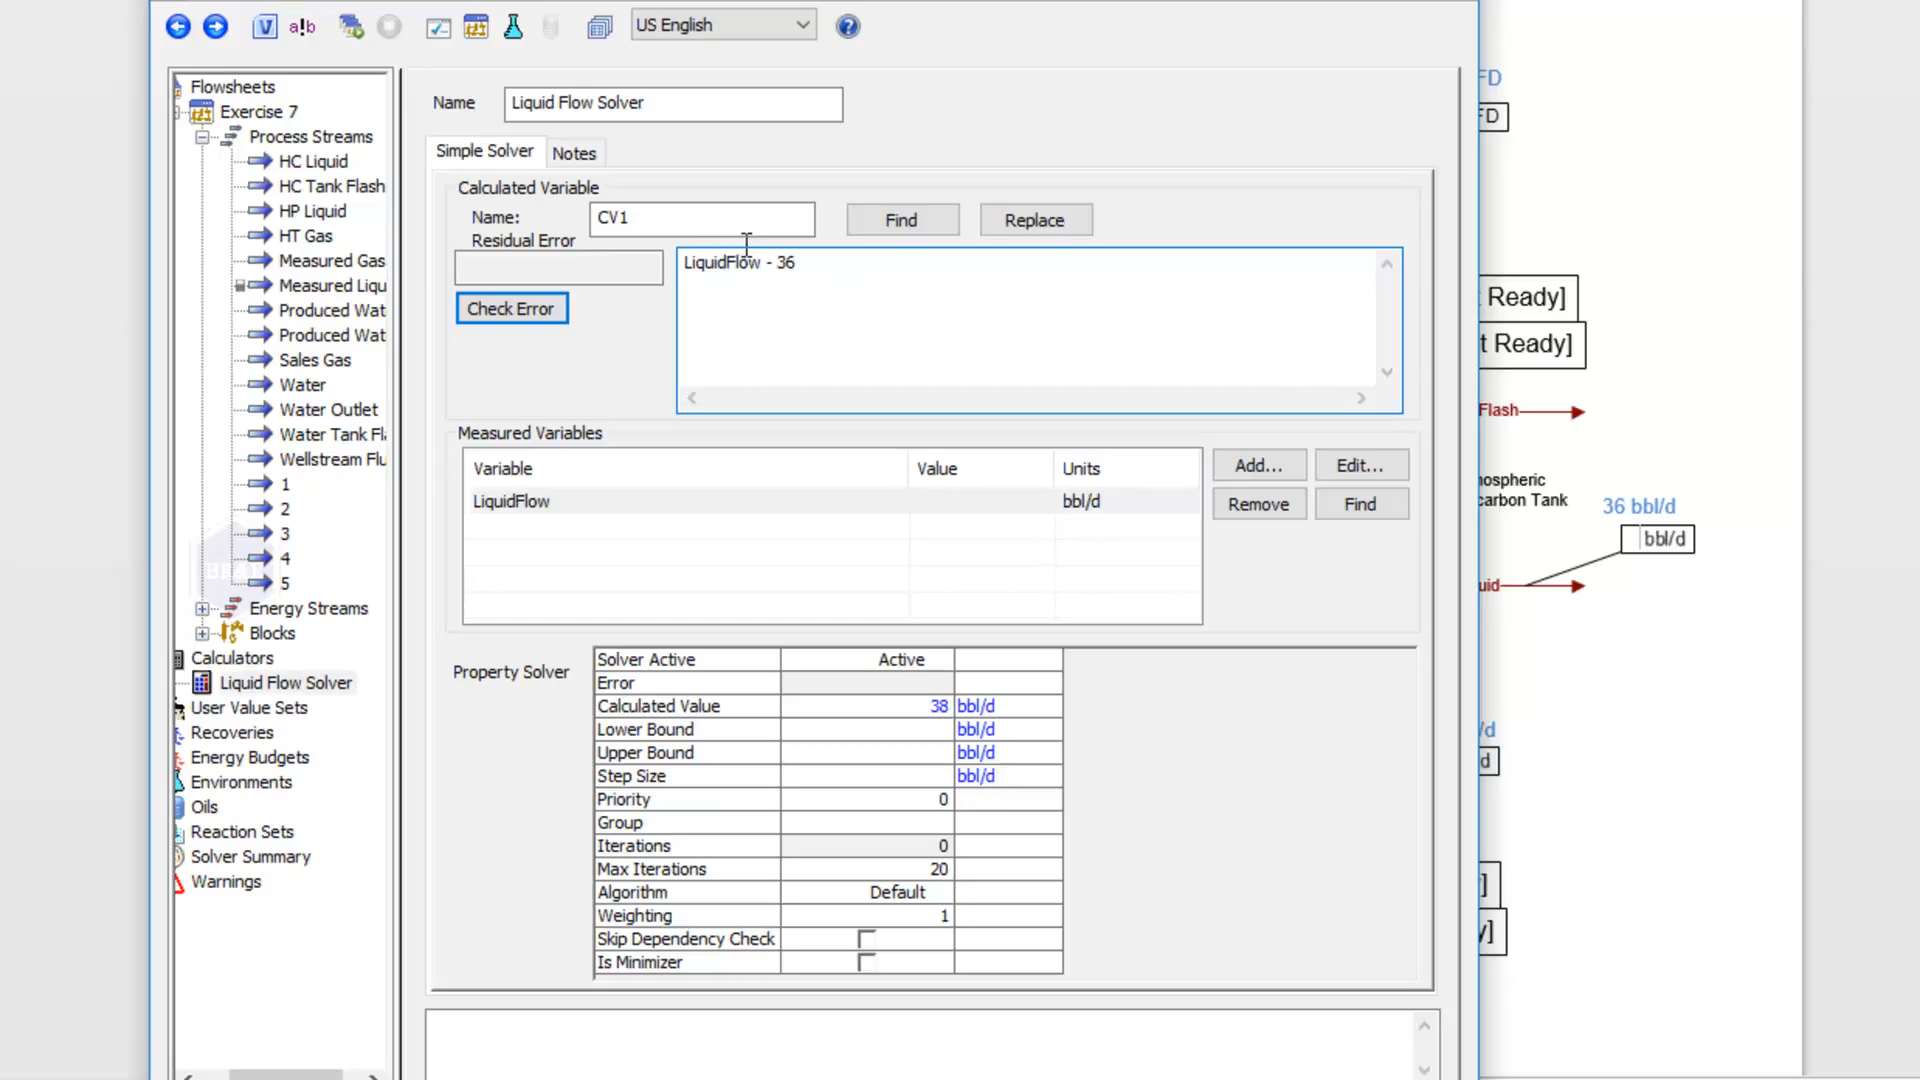 US English
Flowsheets
Exercise 7
Process Streams
HC Liquid
HC Tank Flash
HP Liquid
HT Gas
Measured Gas
Measured Liqu
Produced Wat
Produced Wat
Sales Gas
Water
Water Outlet
Water Tank Fl
Wellstream Flu
1
2
3
4
5
Energy Streams
Blocks
Calculators
Liquid Flow Solver
User Value Sets
Recoveries
Energy Budgets
Environments
Oils
Reaction Sets
Solver Summary
Warnings
Name Liquid Flow Solver
Simple Solver Notes
Calculated Variable
Name: CV1 Find Replace
Residual Error
LiquidFlow - 36
Check Error
Measured Variables
Variable Value Units
LiquidFlow bbl/d
Add... Edit...
Remove Find
Property Solver
Solver Active Active
Error
Calculated Value 38 bbl/d
Lower Bound bbl/d
Upper Bound bbl/d
Step Size bbl/d
Priority 0
Group
Iterations 0
Max Iterations 20
Algorithm Default
Weighting 1
Skip Dependency Check
Is Minimizer
FD
FD
Ready]
t Ready]
Flash
nospheric
carbon Tank
36 bbl/d
bbl/d
uid
/d
d
]
y]